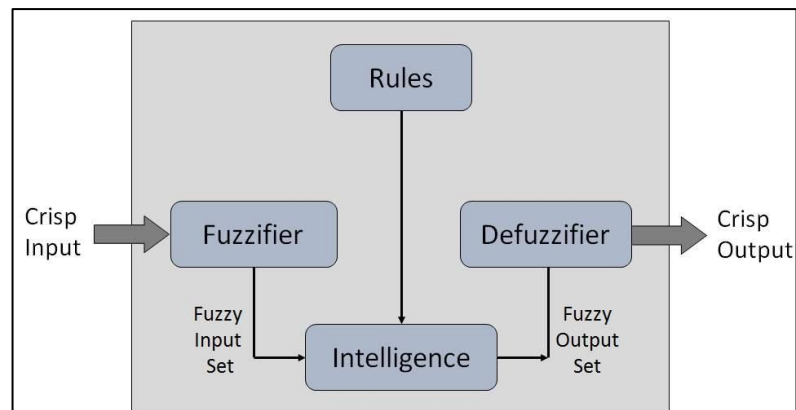 Rules
Crisp
Input
Fuzzifier
Defuzzifier
Crisp
Output
Fuzzy
Input
Set
Intelligence
Fuzzy
Output
Set